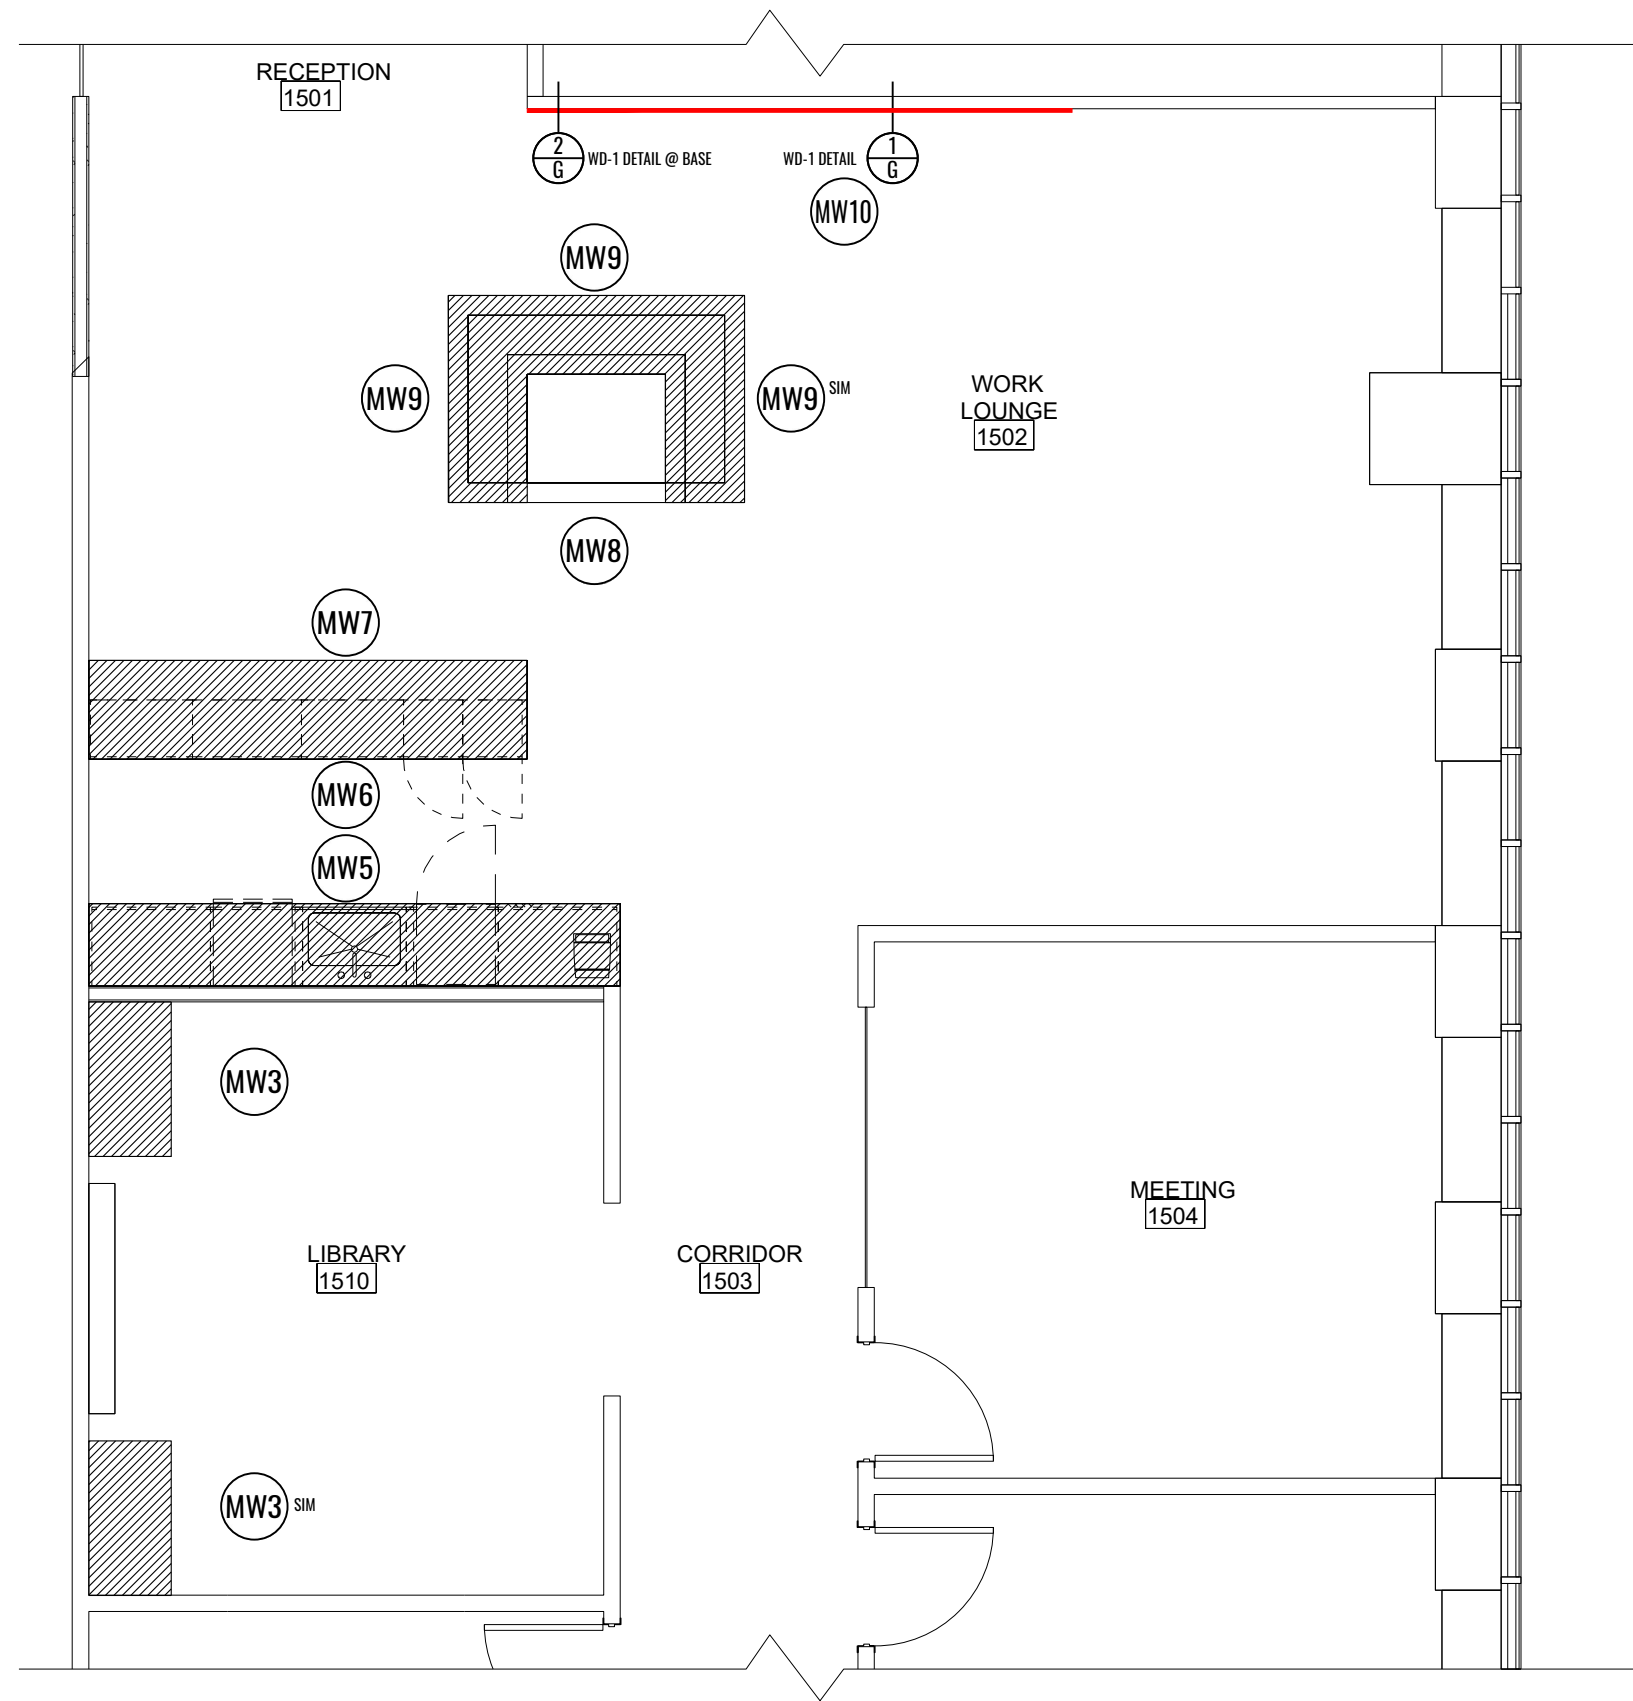 RECEPTION
1501
2
G
WD-1 DETAIL @ BASE
WD-1 DETAIL
1
G
MW10
MW9
MW9
MW9 SIM
WORK
LOUNGE
1502
MW8
MW7
MW6
MW5
MW3
MEETING
1504
LIBRARY
1510
CORRIDOR
1503
MW3 SIM